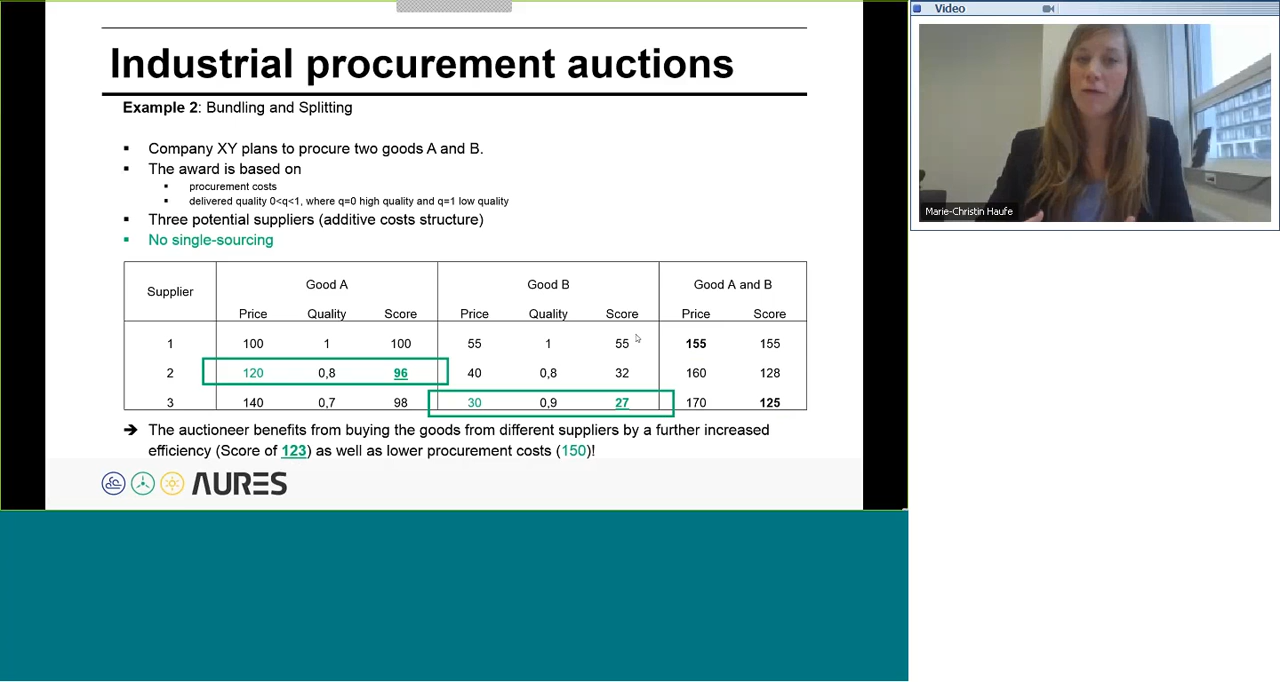 Industrial procurement auctions
Example 2: Bundling and Splitting
▪ Company XY plans to procure two goods A and B.
▪ The award is based on
▪ procurement costs
▪ delivered quality 0<q<1, where q=0 high quality and q=1 low quality
▪ Three potential suppliers (additive costs structure)
▪ No single-sourcing
Supplier Good A Good B Good A and B
Price Quality Score Price Quality Score Price Score
1 100 1 100 55 1 55 155 155
2 120 0,8 96 40 0,8 32 160 128
3 140 0,7 98 30 0,9 27 170 125
➔ The auctioneer benefits from buying the goods from different suppliers by a further increased
efficiency (Score of 123) as well as lower procurement costs (150)!
AURES
Video
Marie-Christin Haufe